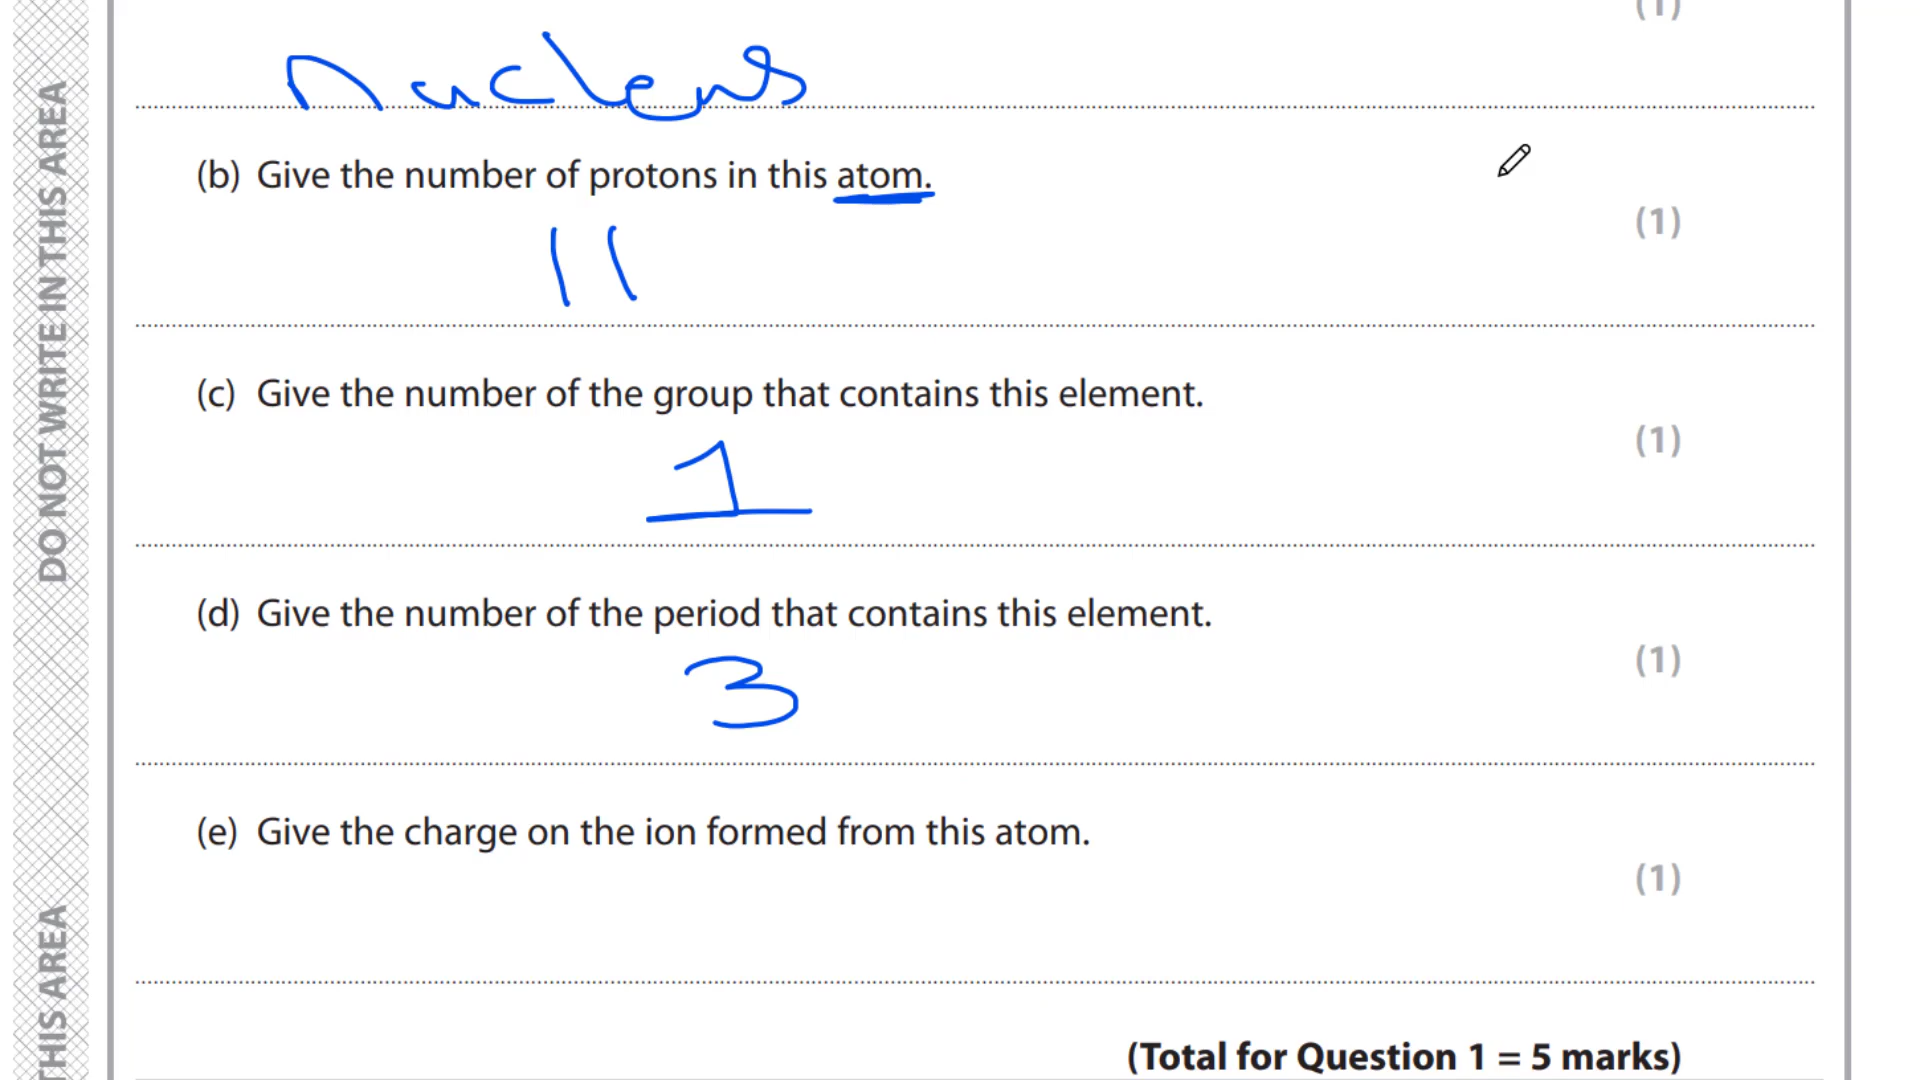 (1)
Nucleus
(b) Give the number of protons in this atom.
(1)
11
(c) Give the number of the group that contains this element.
(1)
1
(d) Give the number of the period that contains this element.
(1)
3
(e) Give the charge on the ion formed from this atom.
(1)
(Total for Question 1 = 5 marks)
DO NOT WRITE IN THIS AREA
THIS AREA